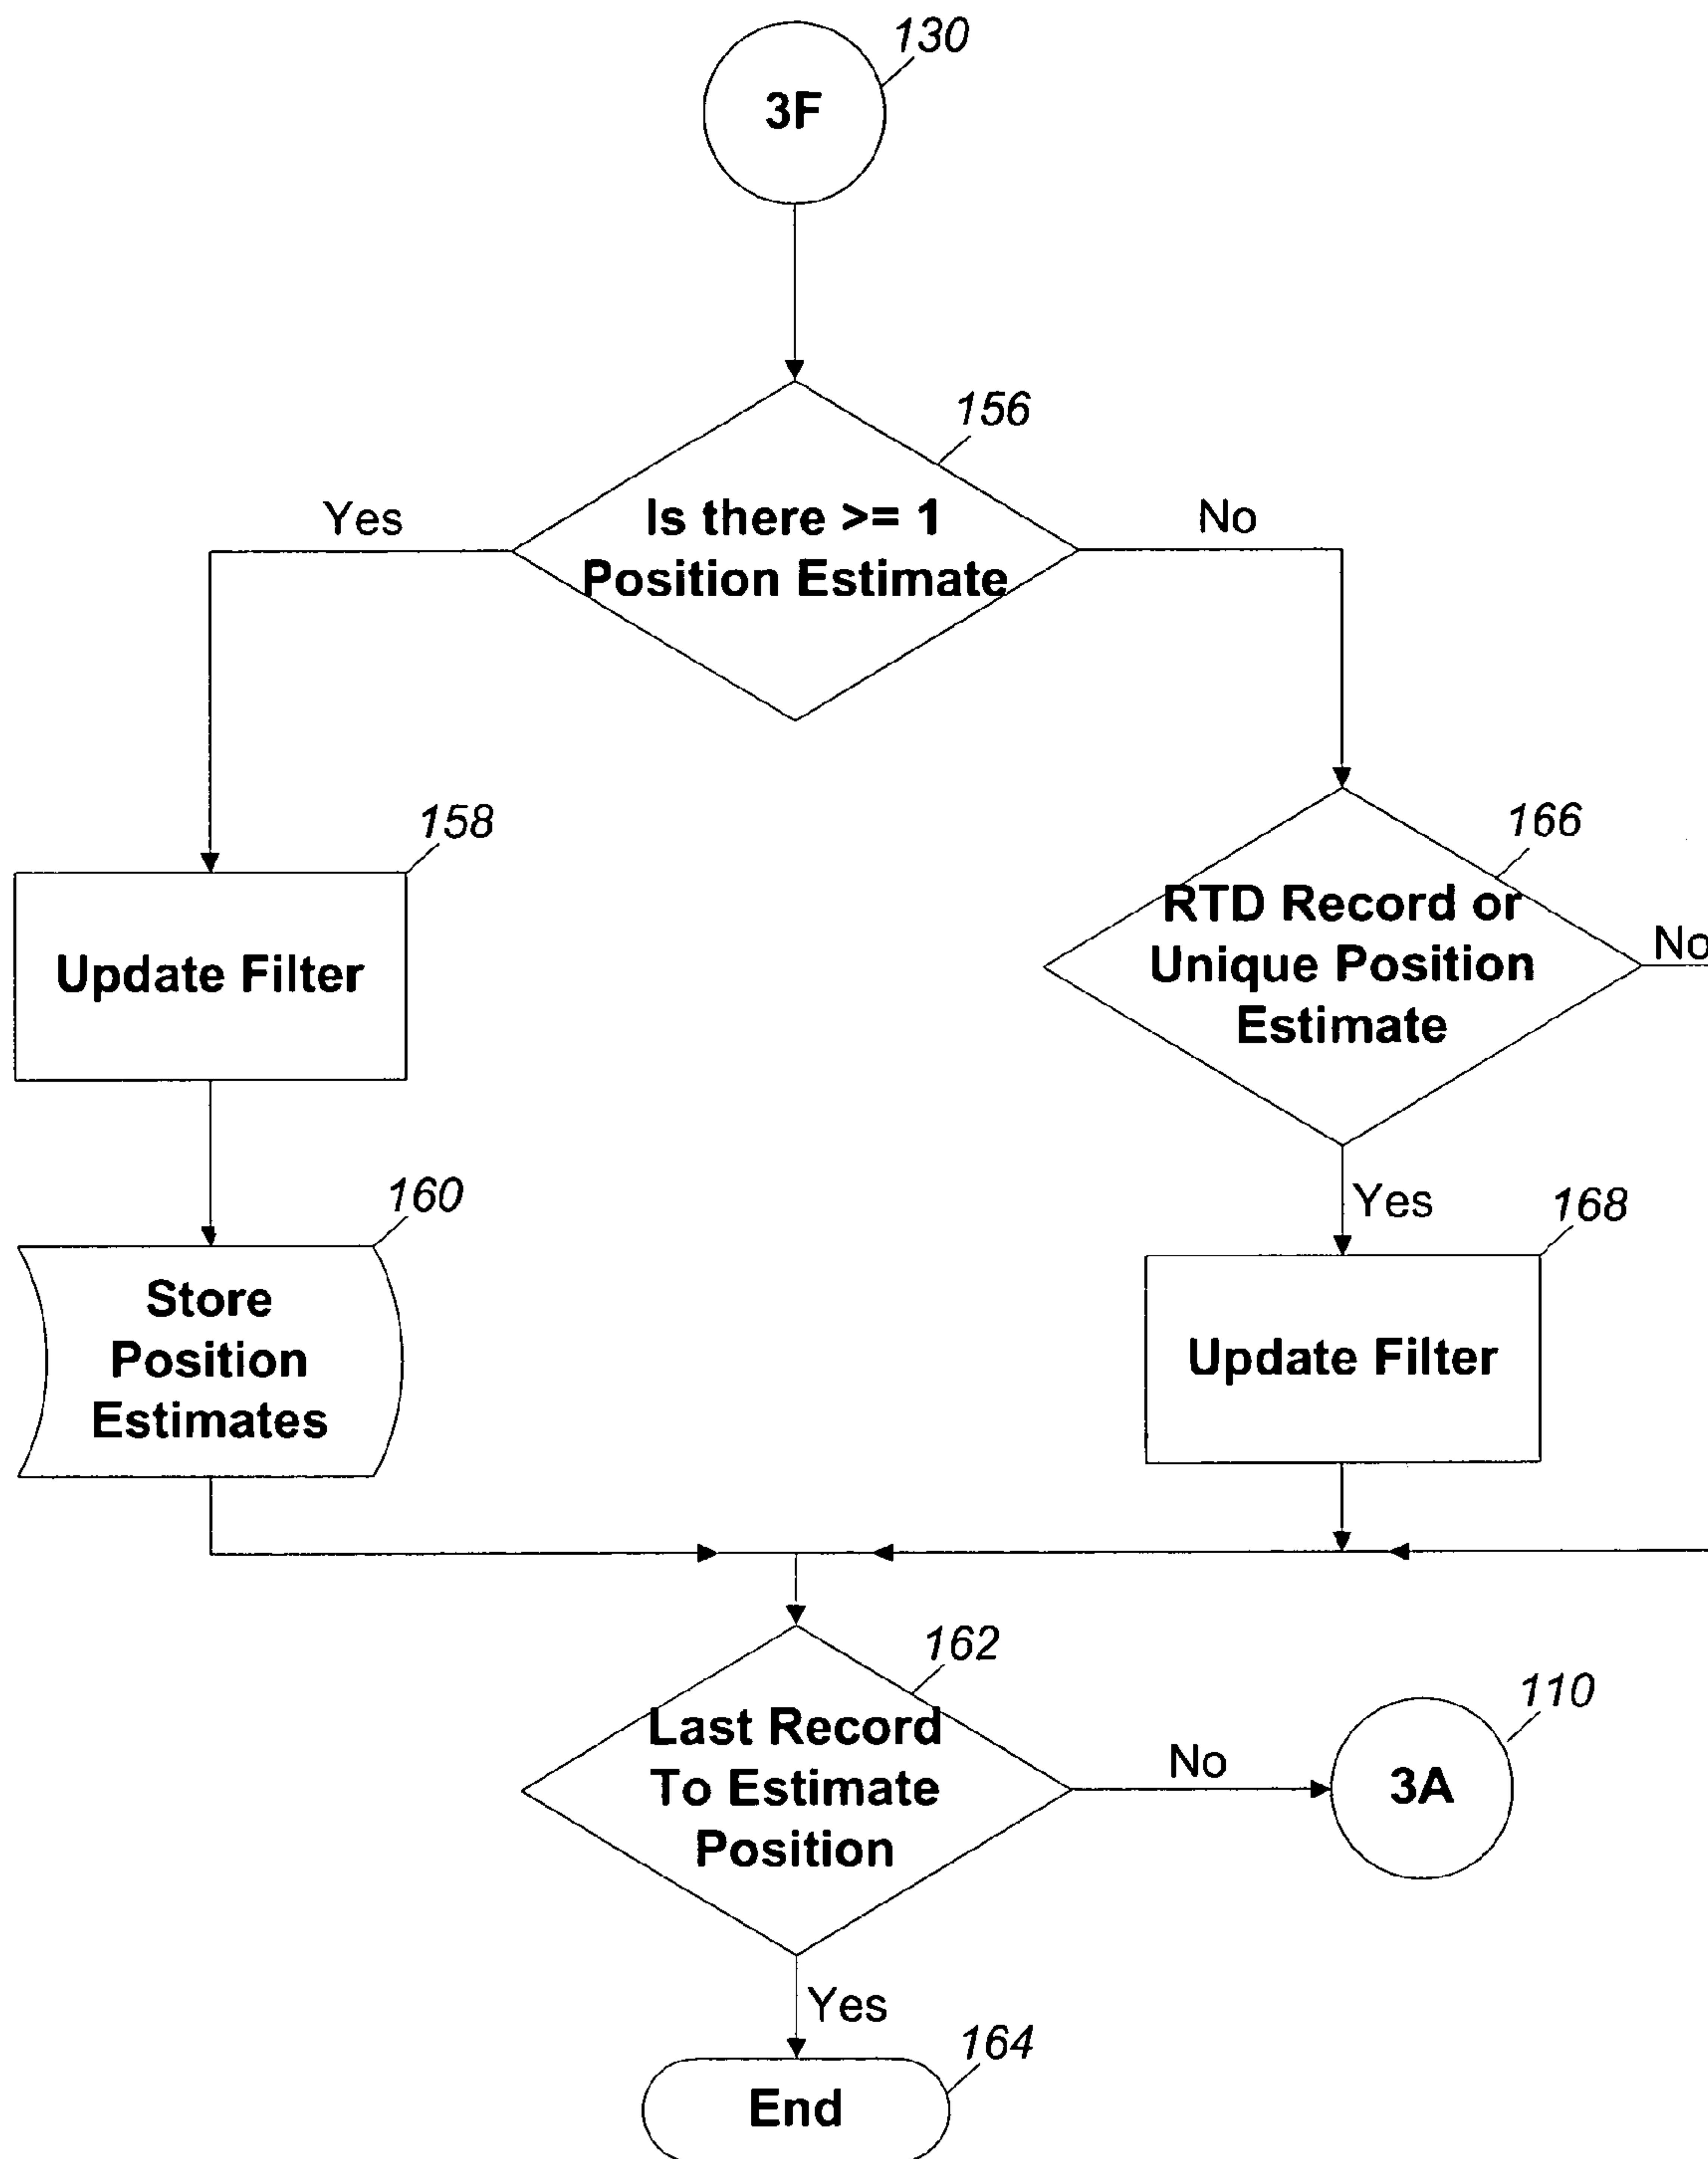 130
3F
156
Yes
Is there >= 1
No
Position Estimate
158
166
Update Filter
RTD Record or
Unique Position
Estimate
No
160
Yes
168
Store
Position
Estimates
Update Filter
162
Last Record
To Estimate
Position
No
110
3A
Yes
164
End